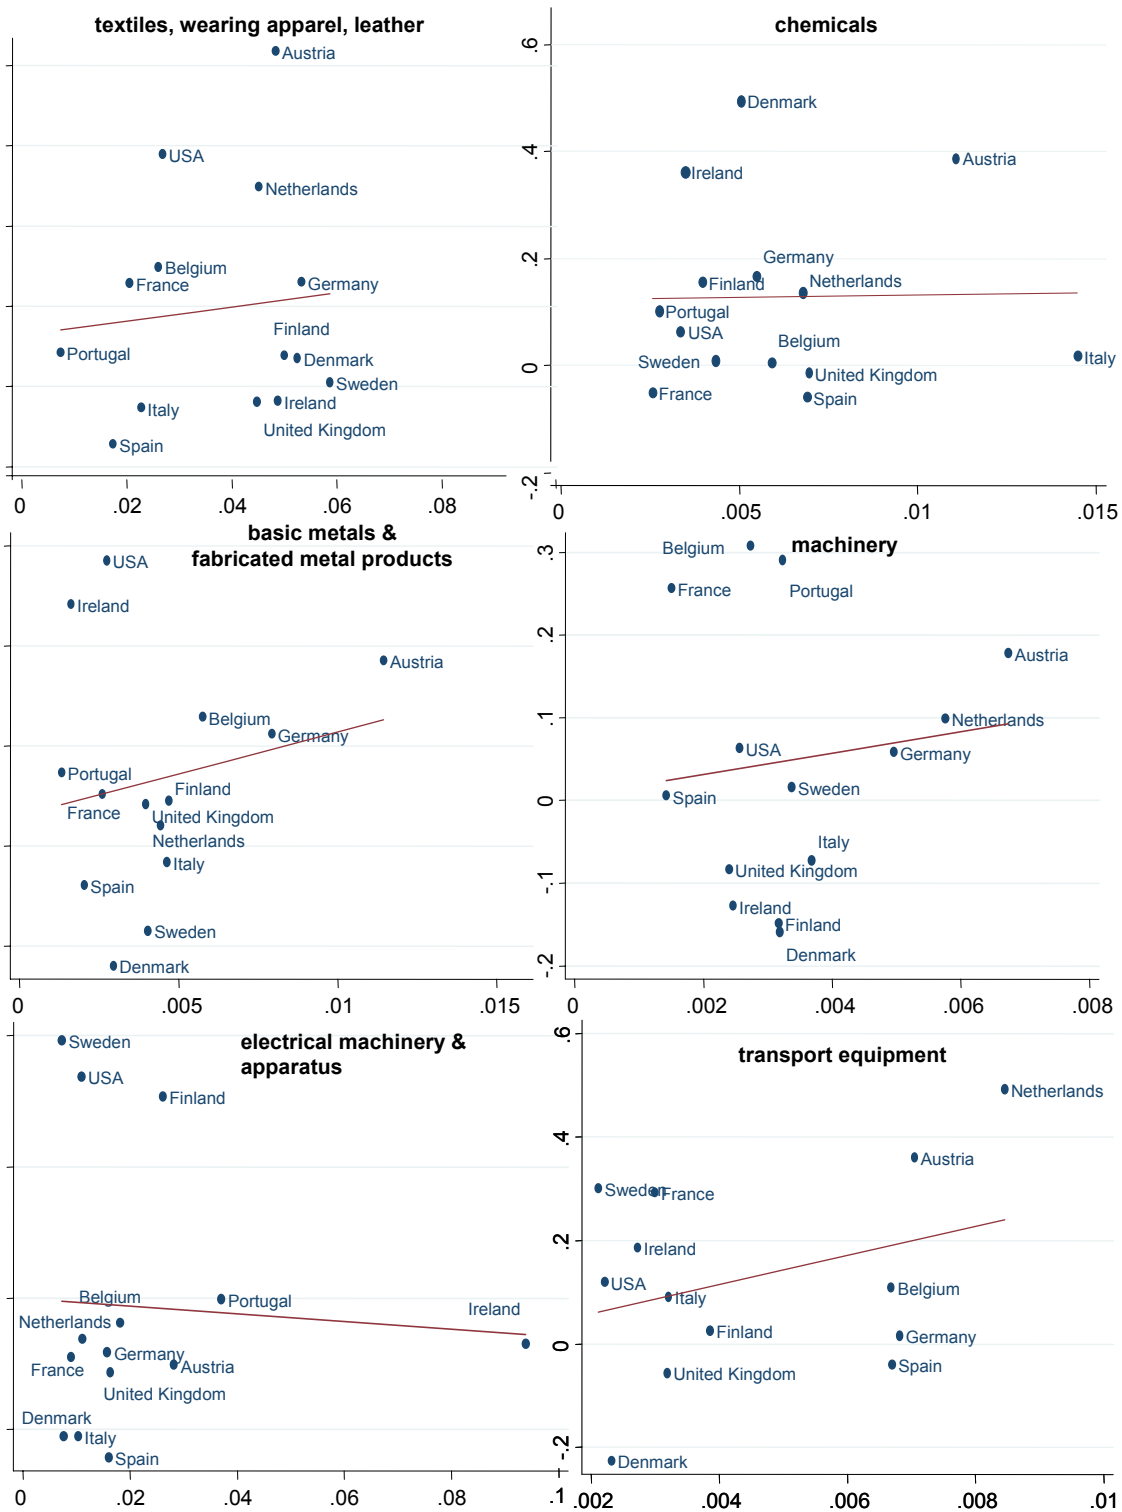 textiles, wearing apparel, leather
Austria
USA
Netherlands
Belgium
France
Germany
Finland
Portugal
Denmark
Sweden
Italy
Ireland
United Kingdom
Spain
0 .02 .04 .06 .08
chemicals
.6
Denmark
.4
Austria
Ireland
.2
Germany
Finland
Netherlands
Portugal
USA
Belgium
Sweden
Italy
0
United Kingdom
France
Spain
-.2
0 .005 .010 .015
basic metals &
fabricated metal products
USA
Ireland
Austria
Belgium
Germany
Portugal
Finland
France
United Kingdom
Netherlands
Italy
Spain
Sweden
Denmark
0 .005 .01 .015
machinery
.3
Belgium
France
Portugal
.2
Austria
.1
Netherlands
USA
Germany
Sweden
0
Spain
Italy
United Kingdom
-.1
Ireland
Finland
Denmark
-.2
0 .002 .004 .006 .008
electrical machinery &
apparatus
Sweden
USA
Finland
Belgium
Portugal
Ireland
Netherlands
Germany
France
Austria
United Kingdom
Denmark
Italy
Spain
0 .02 .04 .06 .08 .1
transport equipment
.6
Netherlands
.4
Austria
Sweden
France
.2
Ireland
USA
Italy
Belgium
Finland
Germany
0
United Kingdom
Spain
-.2
Denmark
.002 .004 .006 .008 .01